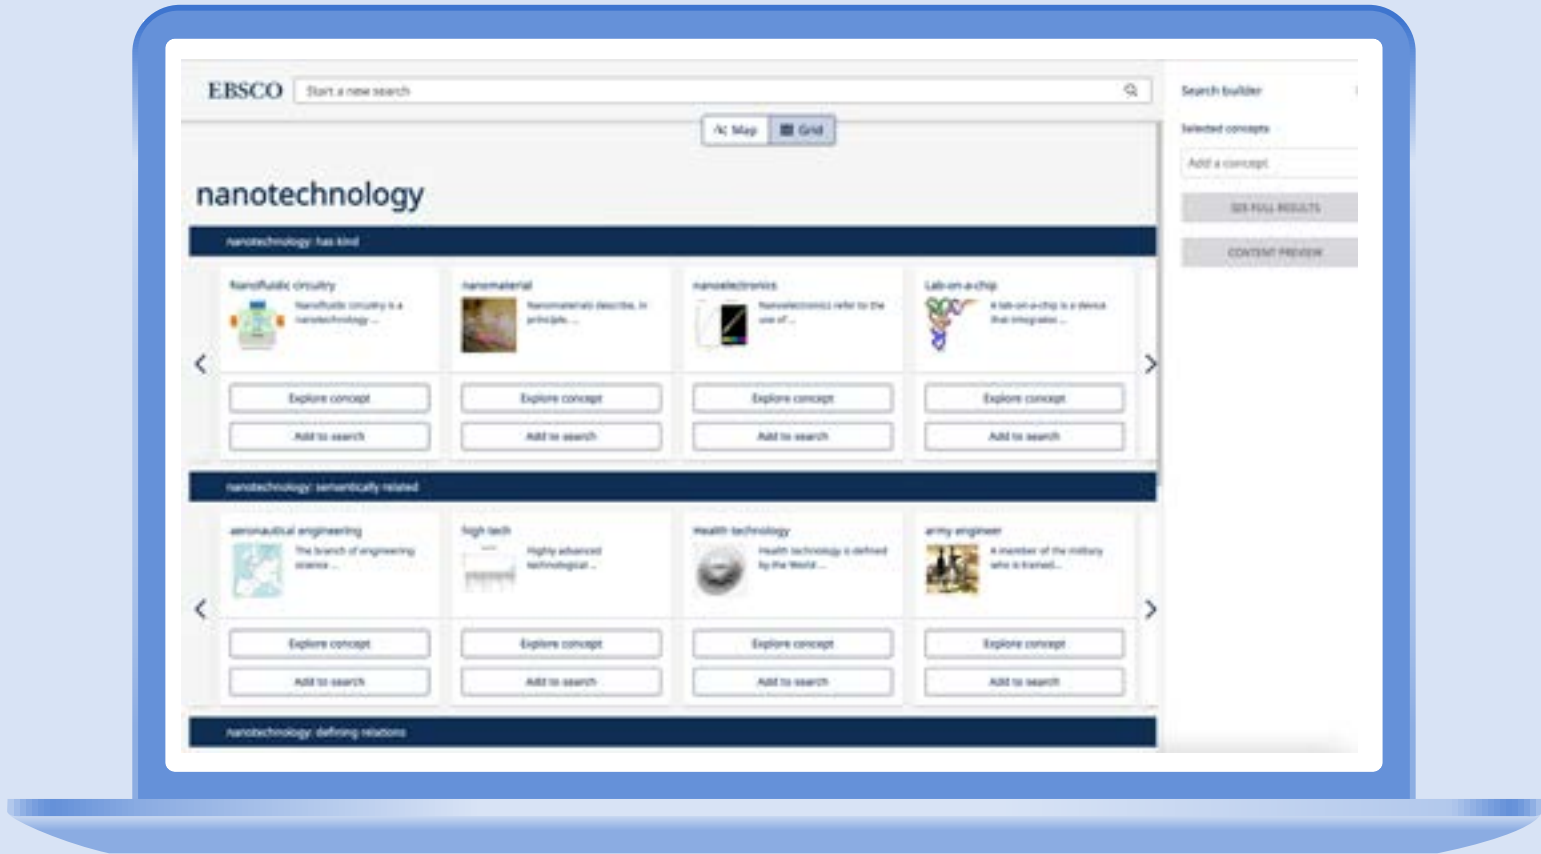 EBSCO
Start a new search
Map
Grid
Search builder
Selected concepts
Add a concept
SEE FULL RESULTS
CONTENT PREVIEW
nanotechnology
nanotechnology: has kind
Nanofluidic circuitry
Nanofluidic circuitry is a
nanotechnology ...
nanomaterial
Nanomaterials describe, in
principle, ...
nanoelectronics
Nanoelectronics refer to the
use of ...
Lab-on-a-chip
A lab-on-a-chip is a device
that integrates ...
Explore concept
Explore concept
Explore concept
Explore concept
Add to search
Add to search
Add to search
Add to search
nanotechnology: semantically related
aeronautical engineering
The branch of engineering
science ...
high tech
Highly advanced
technological ...
Health technology
Health technology is defined
by the World ...
army engineer
A member of the military
who is trained...
Explore concept
Explore concept
Explore concept
Explore concept
Add to search
Add to search
Add to search
Add to search
nanotechnology: defining relations